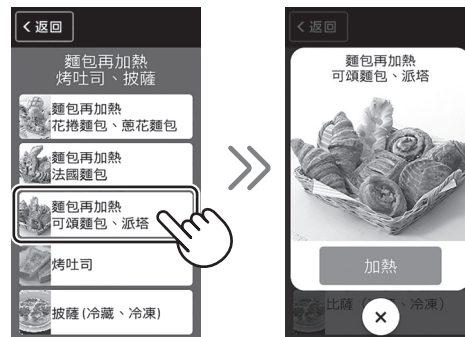 返回
麵包再加熱
烤吐司、披薩
麵包再加熱
花捲麵包、蔥花麵包
麵包再加熱
法國麵包
麵包再加熱
可頌麵包、派塔
烤吐司
披薩(冷藏、冷凍)
返回
麵包再加熱
可頌麵包、派塔
加熱
比薩(
、冷凍)